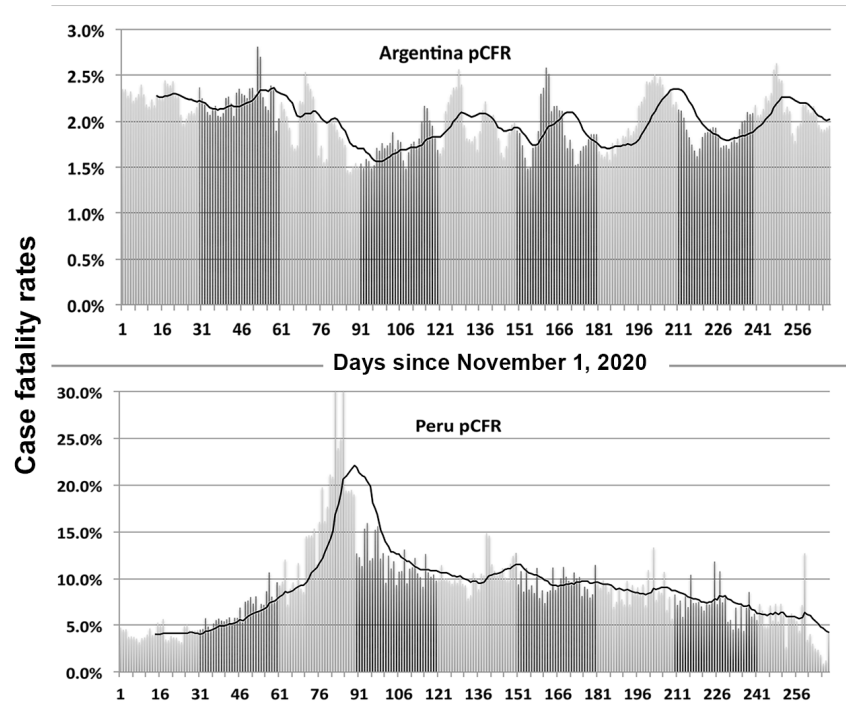 3.0%
Argentina pCFR
2.5%
2.0%
1.5%
1.0%
0.5%
0.0%
1 16 31 46 61 76 91 106 121 136 151 166 181 196 211 226 241 256
Case fatality rates
Days since November 1, 2020
30.0%
Peru pCFR
25.0%
20.0%
15.0%
10.0%
5.0%
0.0%
1 16 31 46 61 76 91 106 121 136 151 166 181 196 211 226 241 256